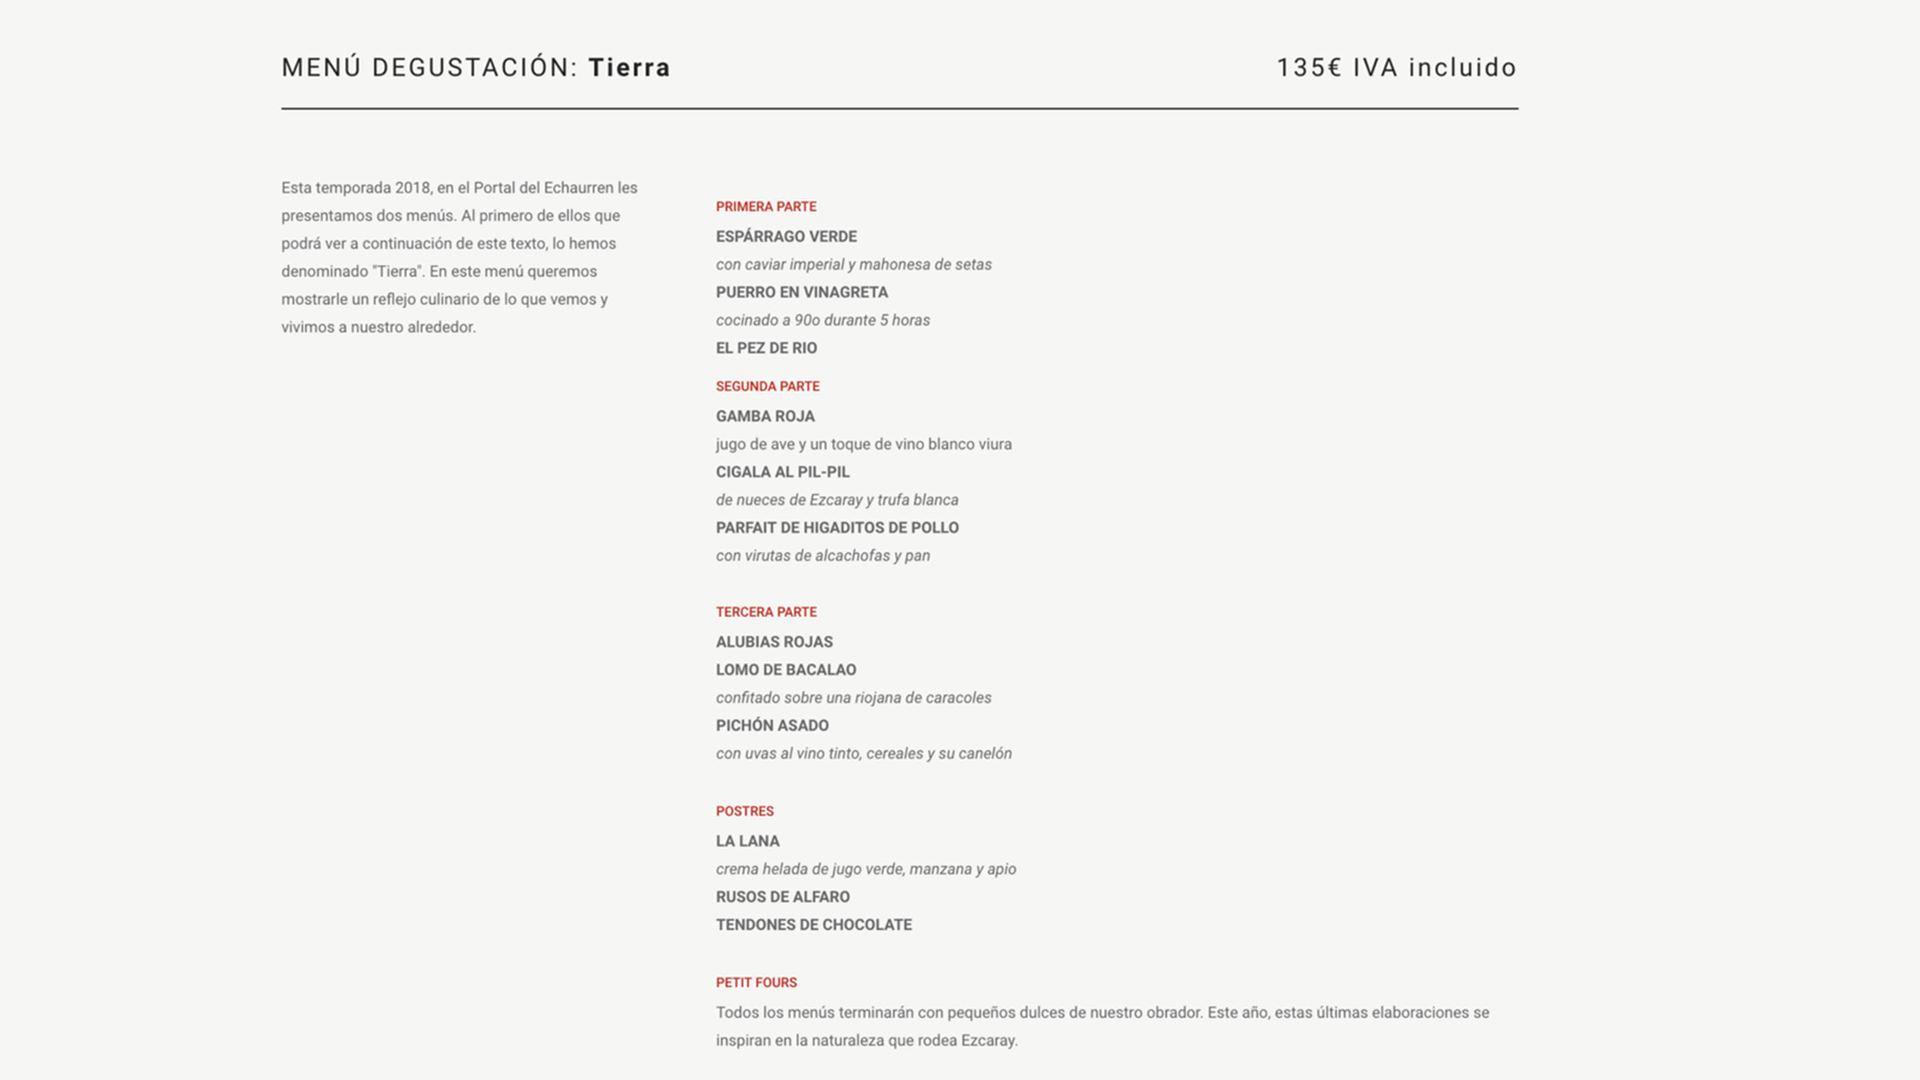 MENÚ DEGUSTACIÓN: Tierra
135€ IVA incluido
Esta temporada 2018, en el Portal del Echaurren les
presentamos dos menús. Al primero de ellos que
podrá ver a continuación de este texto, lo hemos
denominado "Tierra". En este menú queremos
mostrarle un reflejo culinario de lo que vemos y
vivimos a nuestro alrededor.
PRIMERA PARTE
ESPÁRRAGO VERDE
con caviar imperial y mahonesa de setas
PUERRO EN VINAGRETA
cocinado a 90o durante 5 horas
EL PEZ DE RIO
SEGUNDA PARTE
GAMBA ROJA
jugo de ave y un toque de vino blanco viura
CIGALA AL PIL-PIL
de nueces de Ezcaray y trufa blanca
PARFAIT DE HIGADITOS DE POLLO
con virutas de alcachofas y pan
TERCERA PARTE
ALUBIAS ROJAS
LOMO DE BACALAO
confitado sobre una riojana de caracoles
PICHÓN ASADO
con uvas al vino tinto, cereales y su canelón
POSTRES
LA LANA
crema helada de jugo verde, manzana y apio
RUSOS DE ALFARO
TENDONES DE CHOCOLATE
PETIT FOURS
Todos los menús terminarán con pequeños dulces de nuestro obrador. Este año, estas últimas elaboraciones se
inspiran en la naturaleza que rodea Ezcaray.